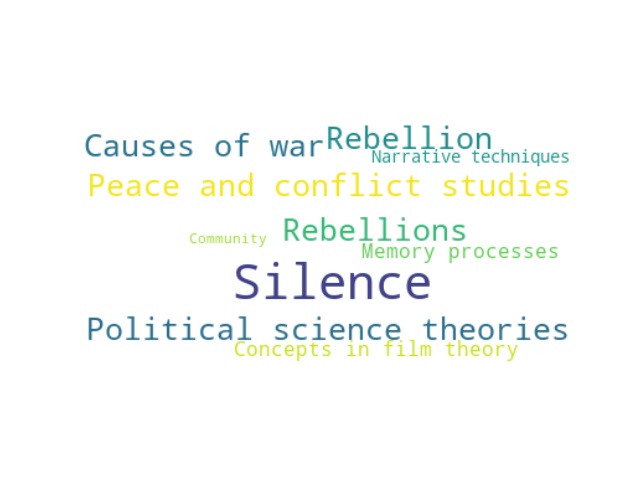 Causes of war
Rebellion
Narrative techniques
Peace and conflict studies
Rebellions
Community
Memory processes
Silence
Political science theories
Concepts in film theory